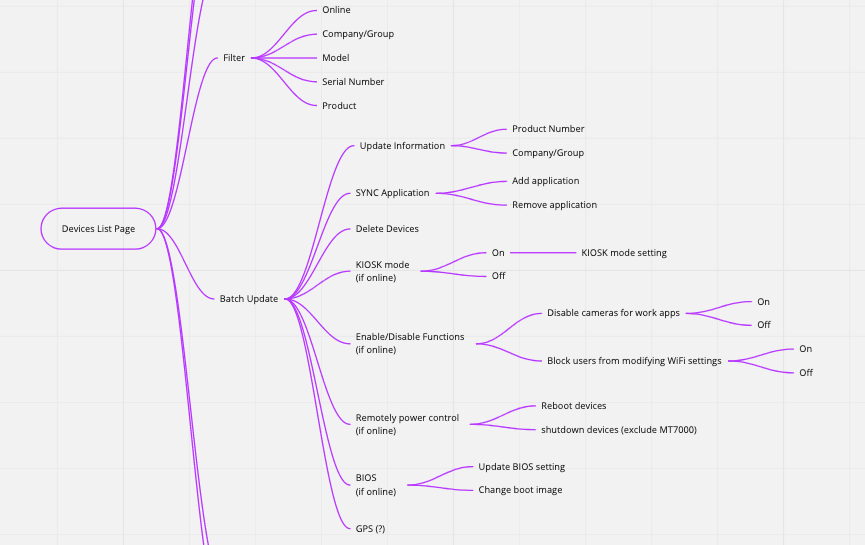 Online
Company/Group
Filter
Model
Serial Number
Product
Product Number
Update Information
Company/Group
Add application
SYNC Application
Remove application
Devices List Page
Delete Devices
KIOSK mode
(if online)
On
KIOSK mode setting
Off
Batch Update
Enable/Disable Functions
(if online)
Disable cameras for work apps
On
Off
Block users from modifying WiFi settings
On
Off
Remotely power control
(if online)
Reboot devices
shutdown devices (exclude MT7000)
BIOS
(if online)
Update BIOS setting
Change boot image
GPS (?)